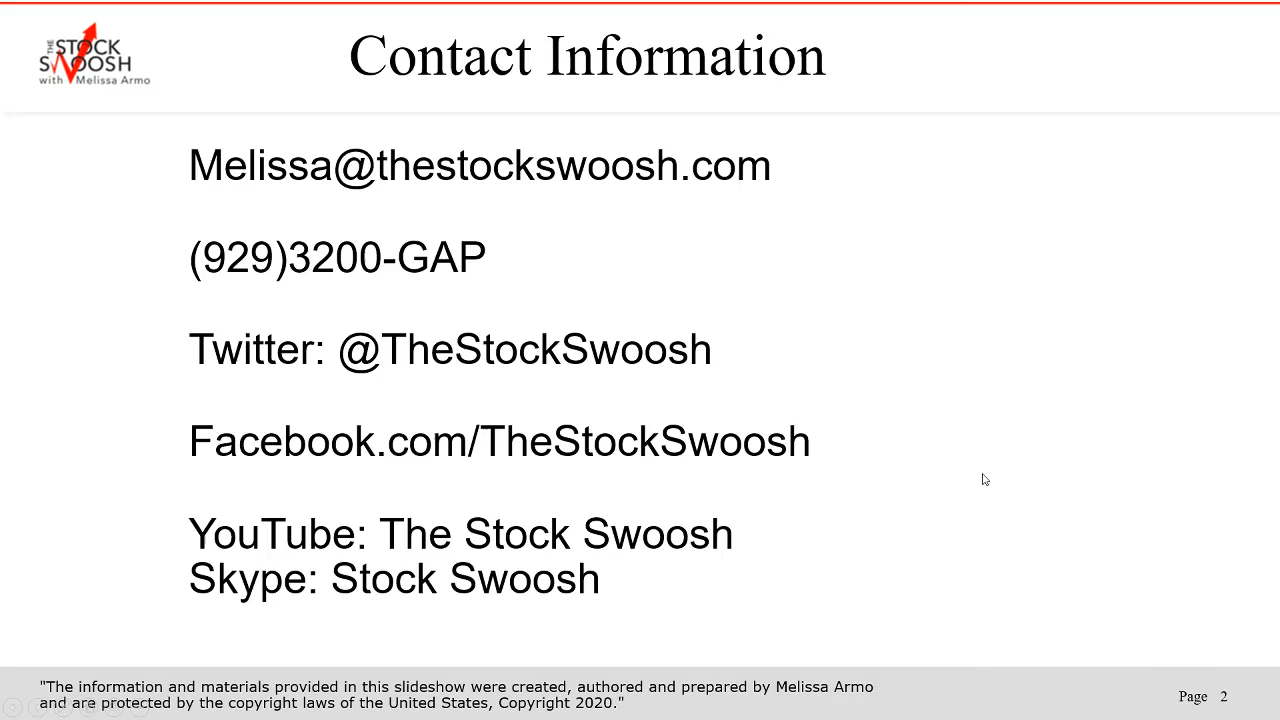 THE STOCK
SWOOSH
with Melissa Armo
Contact Information
Melissa@thestockswoosh.com
(929)3200-GAP
Twitter: @TheStockSwoosh
Facebook.com/TheStockSwoosh
YouTube: The Stock Swoosh
Skype: Stock Swoosh
"The information and materials provided in this slideshow were created, authored and prepared by Melissa Armo
and are protected by the copyright laws of the United States, Copyright 2020."
Page 2